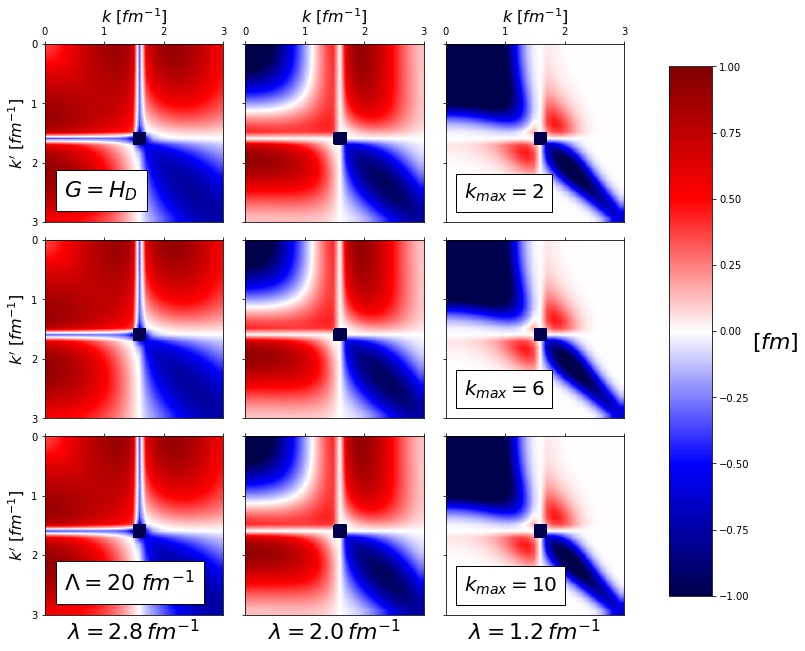 k [fm⁻¹] k [fm⁻¹] k [fm⁻¹]
0 1 2 3 0 1 2 3 0 1 2 3
0
1
2
3
k′ [fm⁻¹]
G = H_D
k_max = 2
0
1
2
3
k′ [fm⁻¹]
k_max = 6
0
1
2
3
k′ [fm⁻¹]
Λ = 20 fm⁻¹
k_max = 10
λ = 2.8 fm⁻¹ λ = 2.0 fm⁻¹ λ = 1.2 fm⁻¹
1.00
0.75
0.50
0.25
0.00
−0.25
−0.50
−0.75
−1.00
[fm]